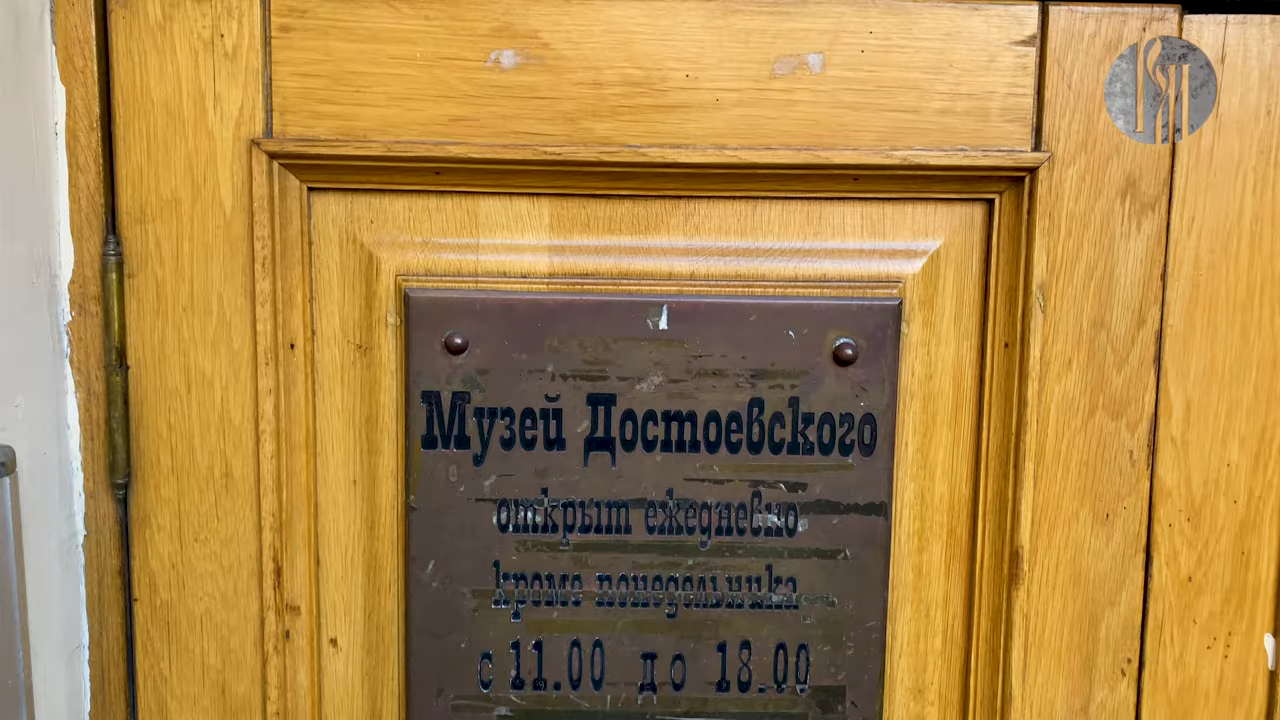 Музей Достоевского
открыт ежедневно
кроме понедельника
с 11.00 до 18.00